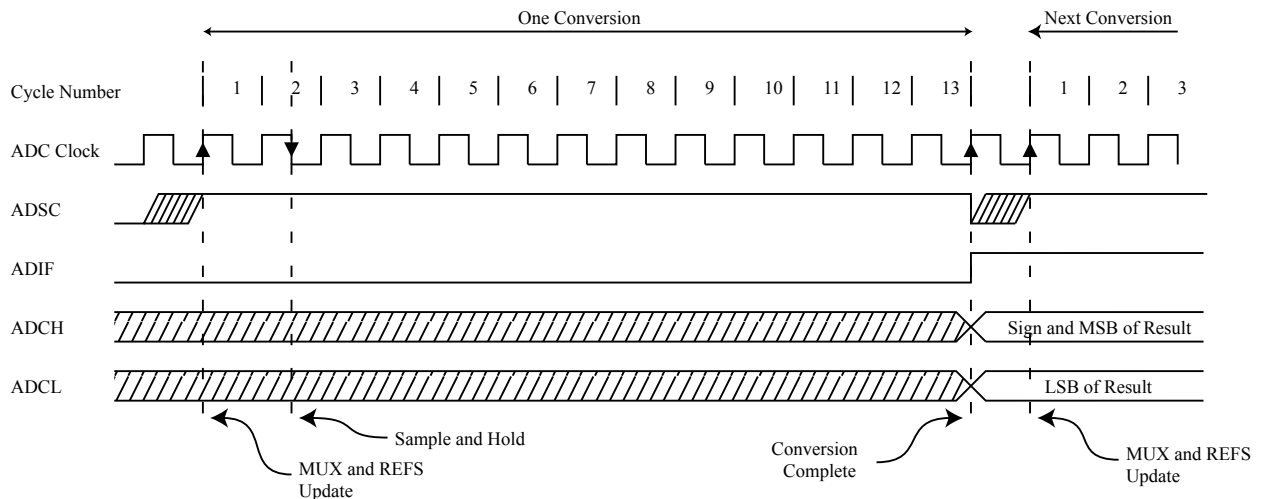 One Conversion
Next Conversion
Cycle Number
1 2 3 4 5 6 7 8 9 10 11 12 13 1 2 3
ADC Clock
ADSC
ADIF
ADCH
Sign and MSB of Result
ADCL
LSB of Result
Sample and Hold
MUX and REFS
Update
Conversion
Complete
MUX and REFS
Update